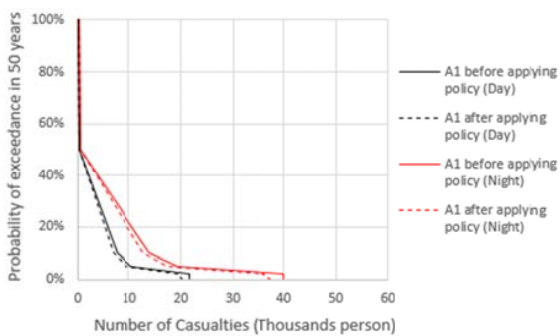 100%
80%
60%
40%
20%
0%
Probability of exceedance in 50 years
0 10 20 30 40 50 60
Number of Casualties (Thousands person)
A1 before applying
policy (Day)
A1 after applying
policy (Day)
A1 before applying
policy (Night)
A1 after applying
policy (Night)